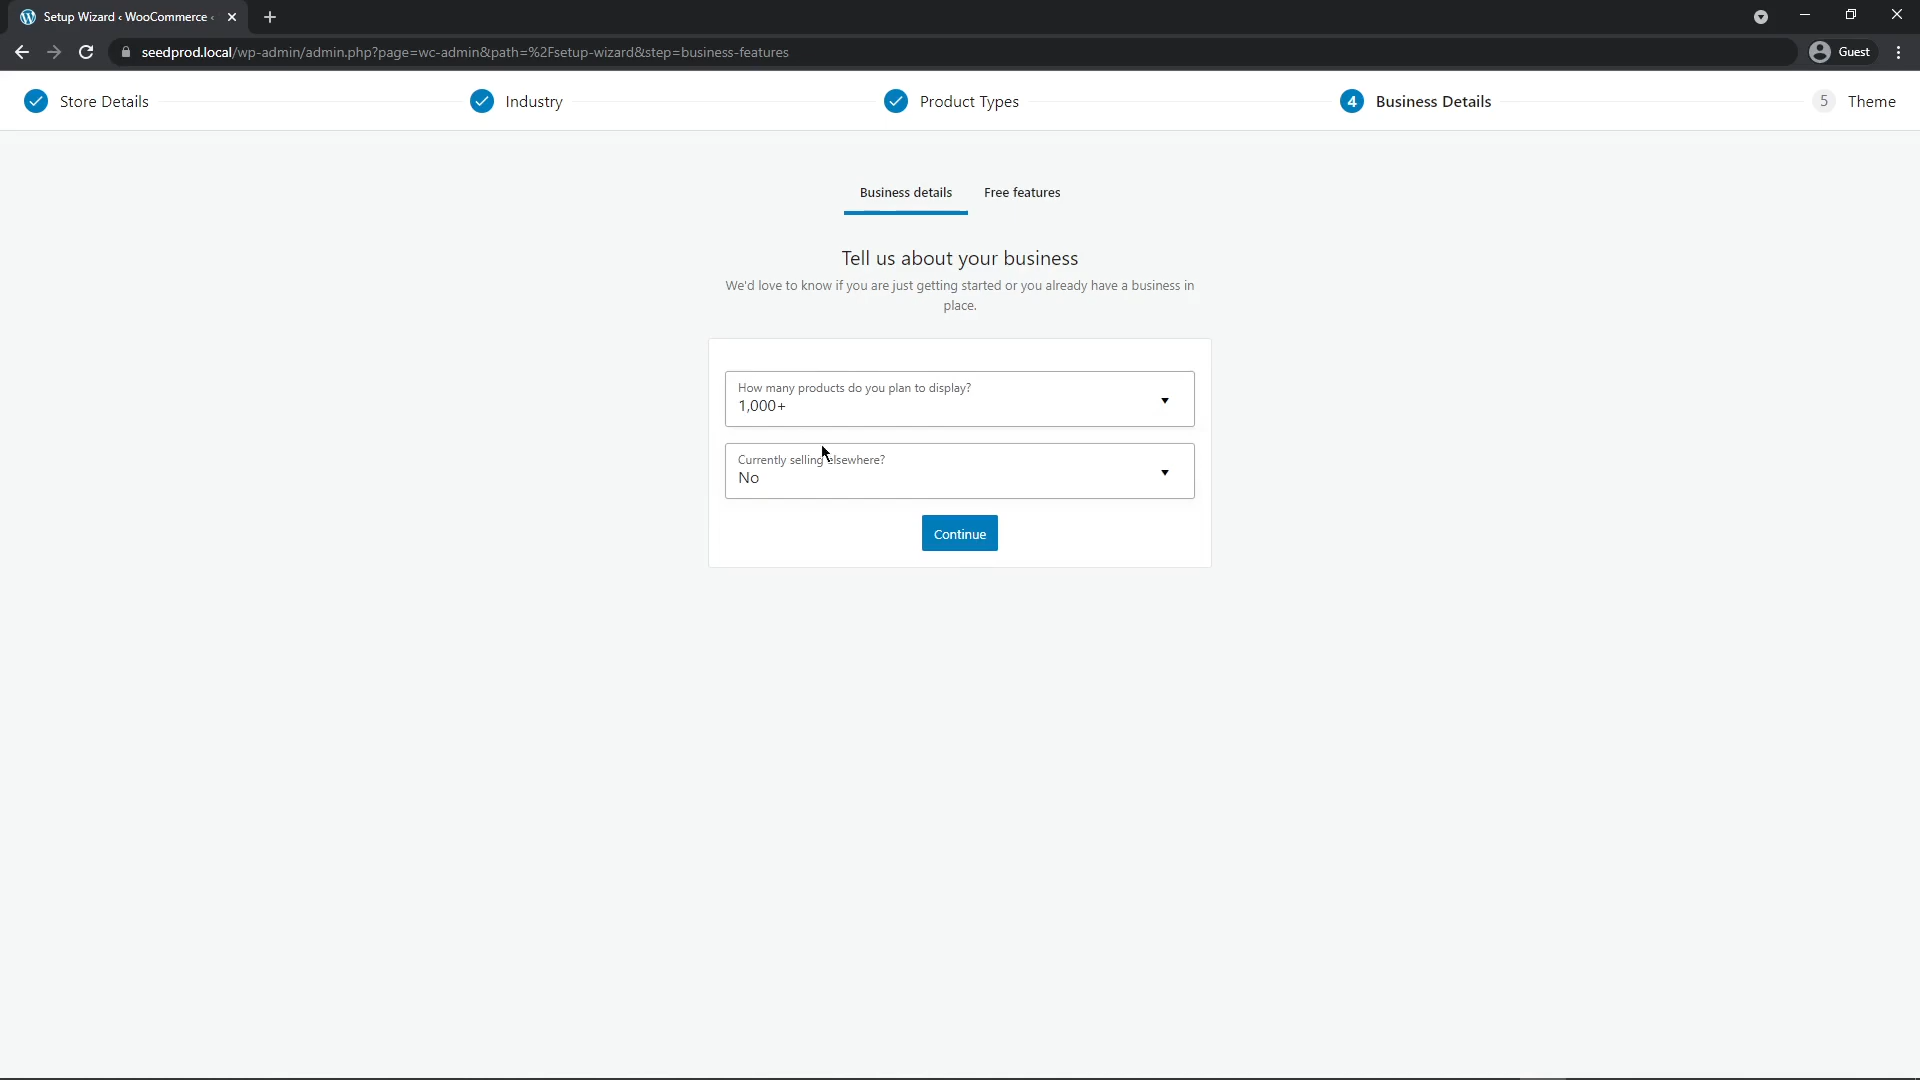 Setup Wizard ‹ WooCommerce ‹
seedprod.local/wp-admin/admin.php?page=wc-admin&path=%2Fsetup-wizard&step=business-features
Guest
Store Details
Industry
Product Types
4 Business Details
5 Theme
Business details
Free features
Tell us about your business
We'd love to know if you are just getting started or you already have a business in
place.
How many products do you plan to display?
1,000+
Currently selling elsewhere?
No
Continue